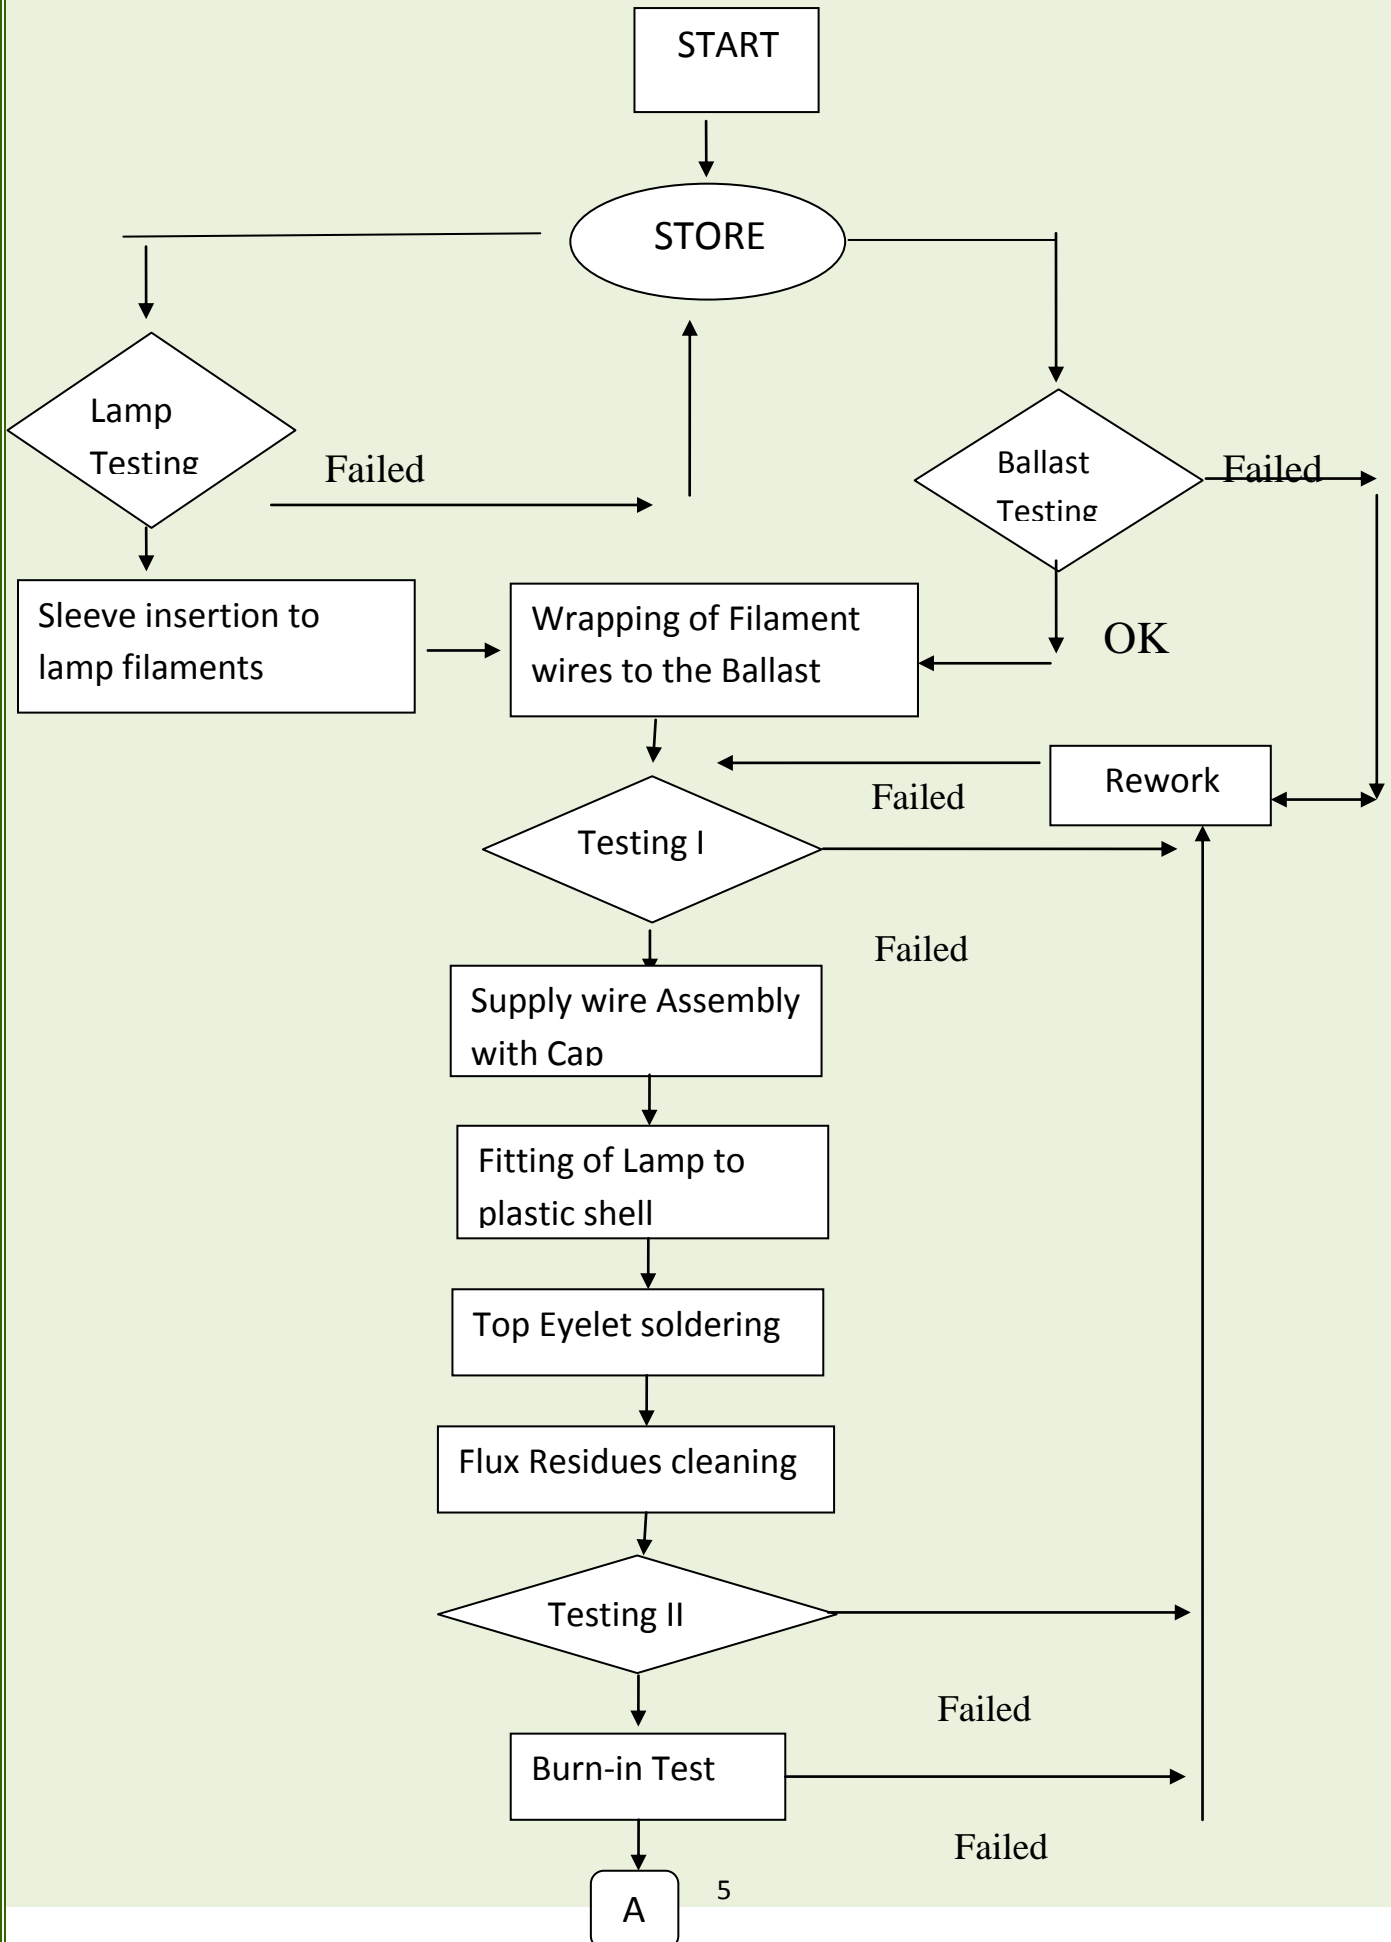 START
STORE
Lamp
Testing
Failed
Ballast
Testing
Failed
Sleeve insertion to
lamp filaments
Wrapping of Filament
wires to the Ballast
OK
Rework
Failed
Testing I
Failed
Supply wire Assembly
with Cap
Fitting of Lamp to
plastic shell
Top Eyelet soldering
Flux Residues cleaning
Testing II
Failed
Burn-in Test
Failed
5
A